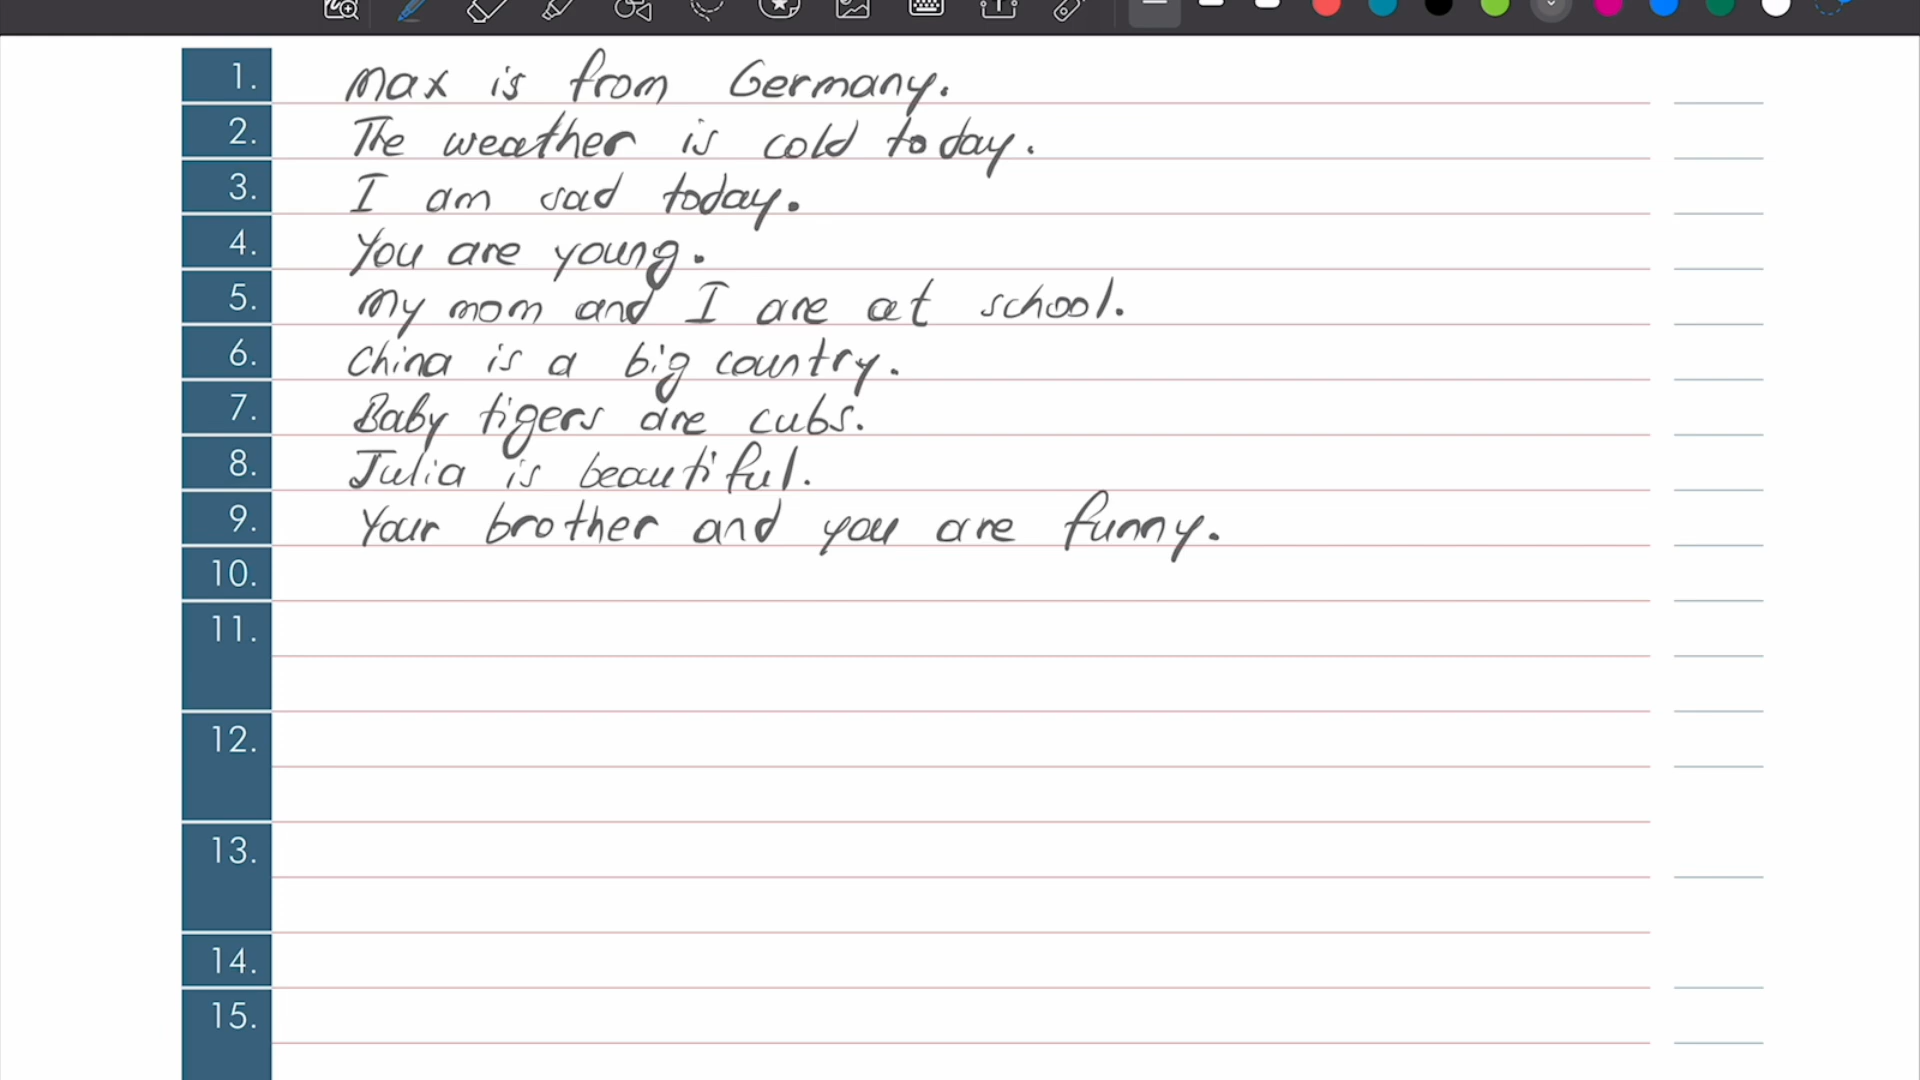 1. Max is from Germany.
2. The weather is cold today.
3. I am sad today.
4. You are young.
5. My mom and I are at school.
6. China is a big country.
7. Baby tigers are cubs.
8. Julia is beautiful.
9. Your brother and you are funny.
10.
11.
12.
13.
14.
15.